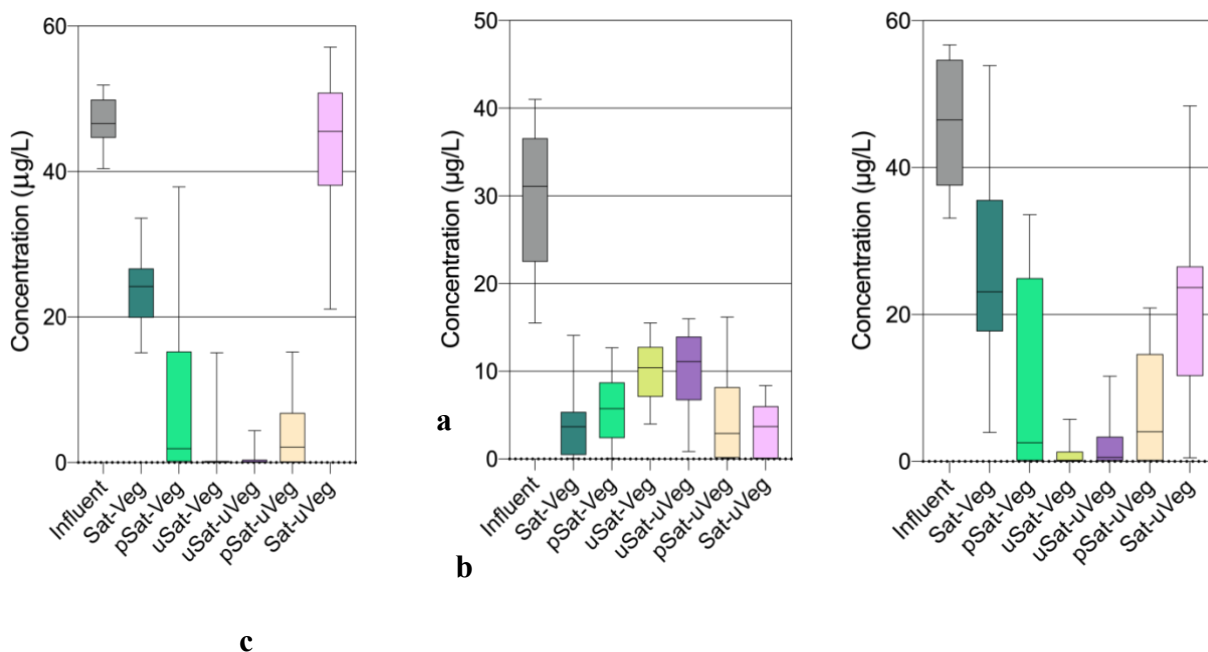 60
40
20
0
Concentration (µg/L)
Influent
Sat-Veg
pSat-Veg
uSat-Veg
uSat-uVeg
pSat-uVeg
Sat-uVeg
50
40
30
20
10
0
Concentration (µg/L)
Influent
Sat-Veg
pSat-Veg
uSat-Veg
uSat-uVeg
pSat-uVeg
Sat-uVeg
60
40
20
0
Concentration (µg/L)
Influent
Sat-Veg
pSat-Veg
uSat-Veg
uSat-uVeg
pSat-uVeg
Sat-uVeg
a
b
c